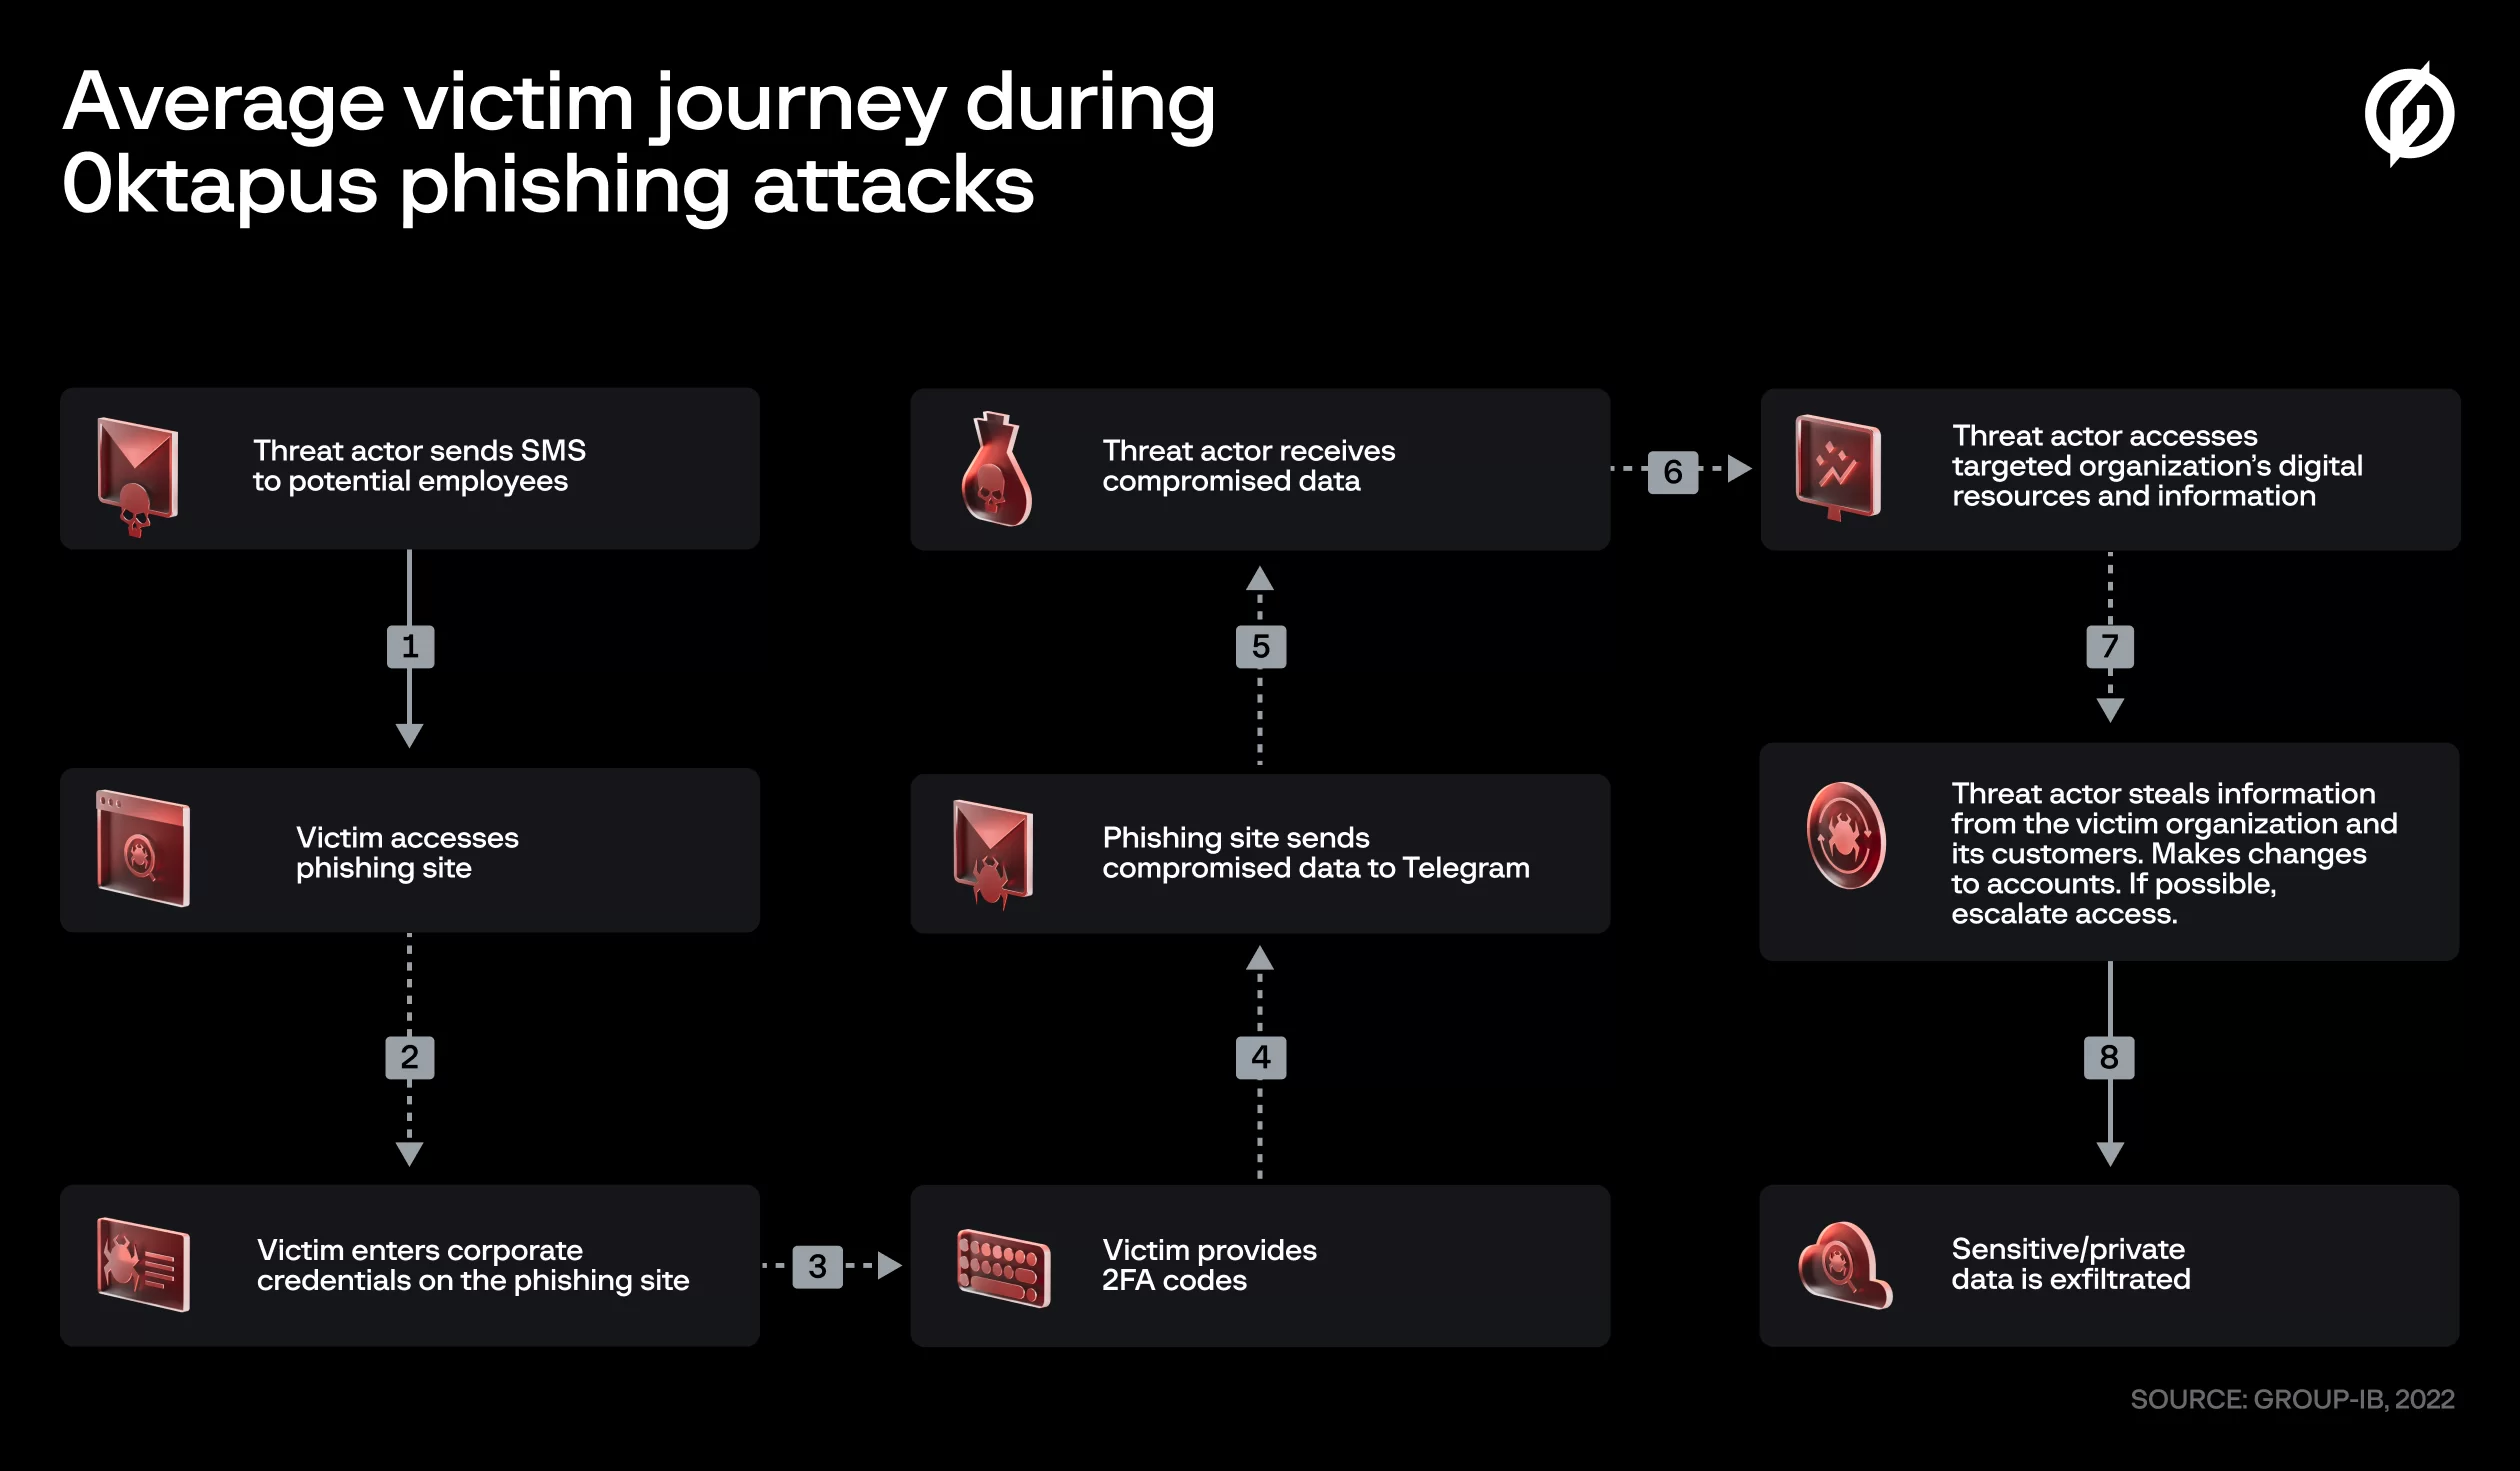 Average victim journey during
0ktapus phishing attacks
Threat actor sends SMS
to potential employees
1
Victim accesses
phishing site
2
Victim enters corporate
credentials on the phishing site
3
Victim provides
2FA codes
4
Phishing site sends
compromised data to Telegram
5
Threat actor receives
compromised data
6
Threat actor accesses
targeted organization's digital
resources and information
7
Threat actor steals information
from the victim organization and
its customers. Makes changes
to accounts. If possible,
escalate access.
8
Sensitive/private
data is exfiltrated
SOURCE: GROUP-IB, 2022